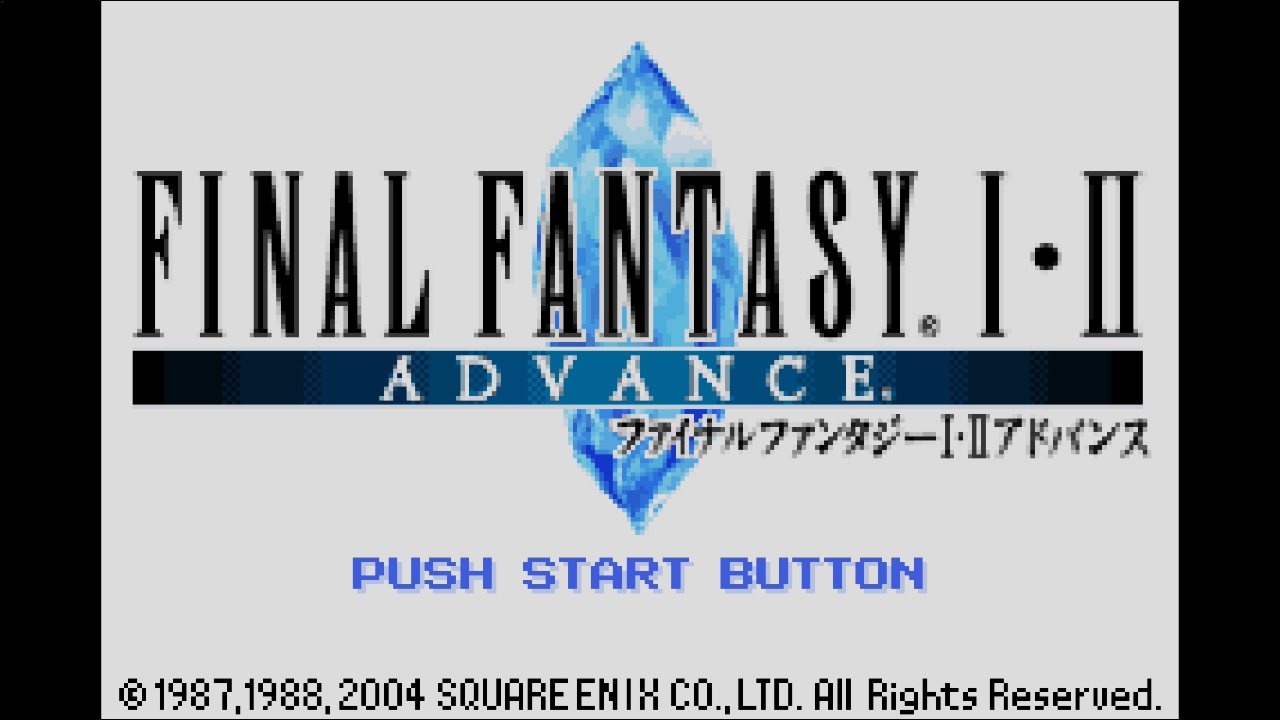 FINAL FANTASY® I・II
ADVANCE.
ファイナルファンタジーI・IIアドバンス
PUSH START BUTTON
©1987,1988,2004 SQUARE ENIX CO.,LTD. All Rights Reserved.